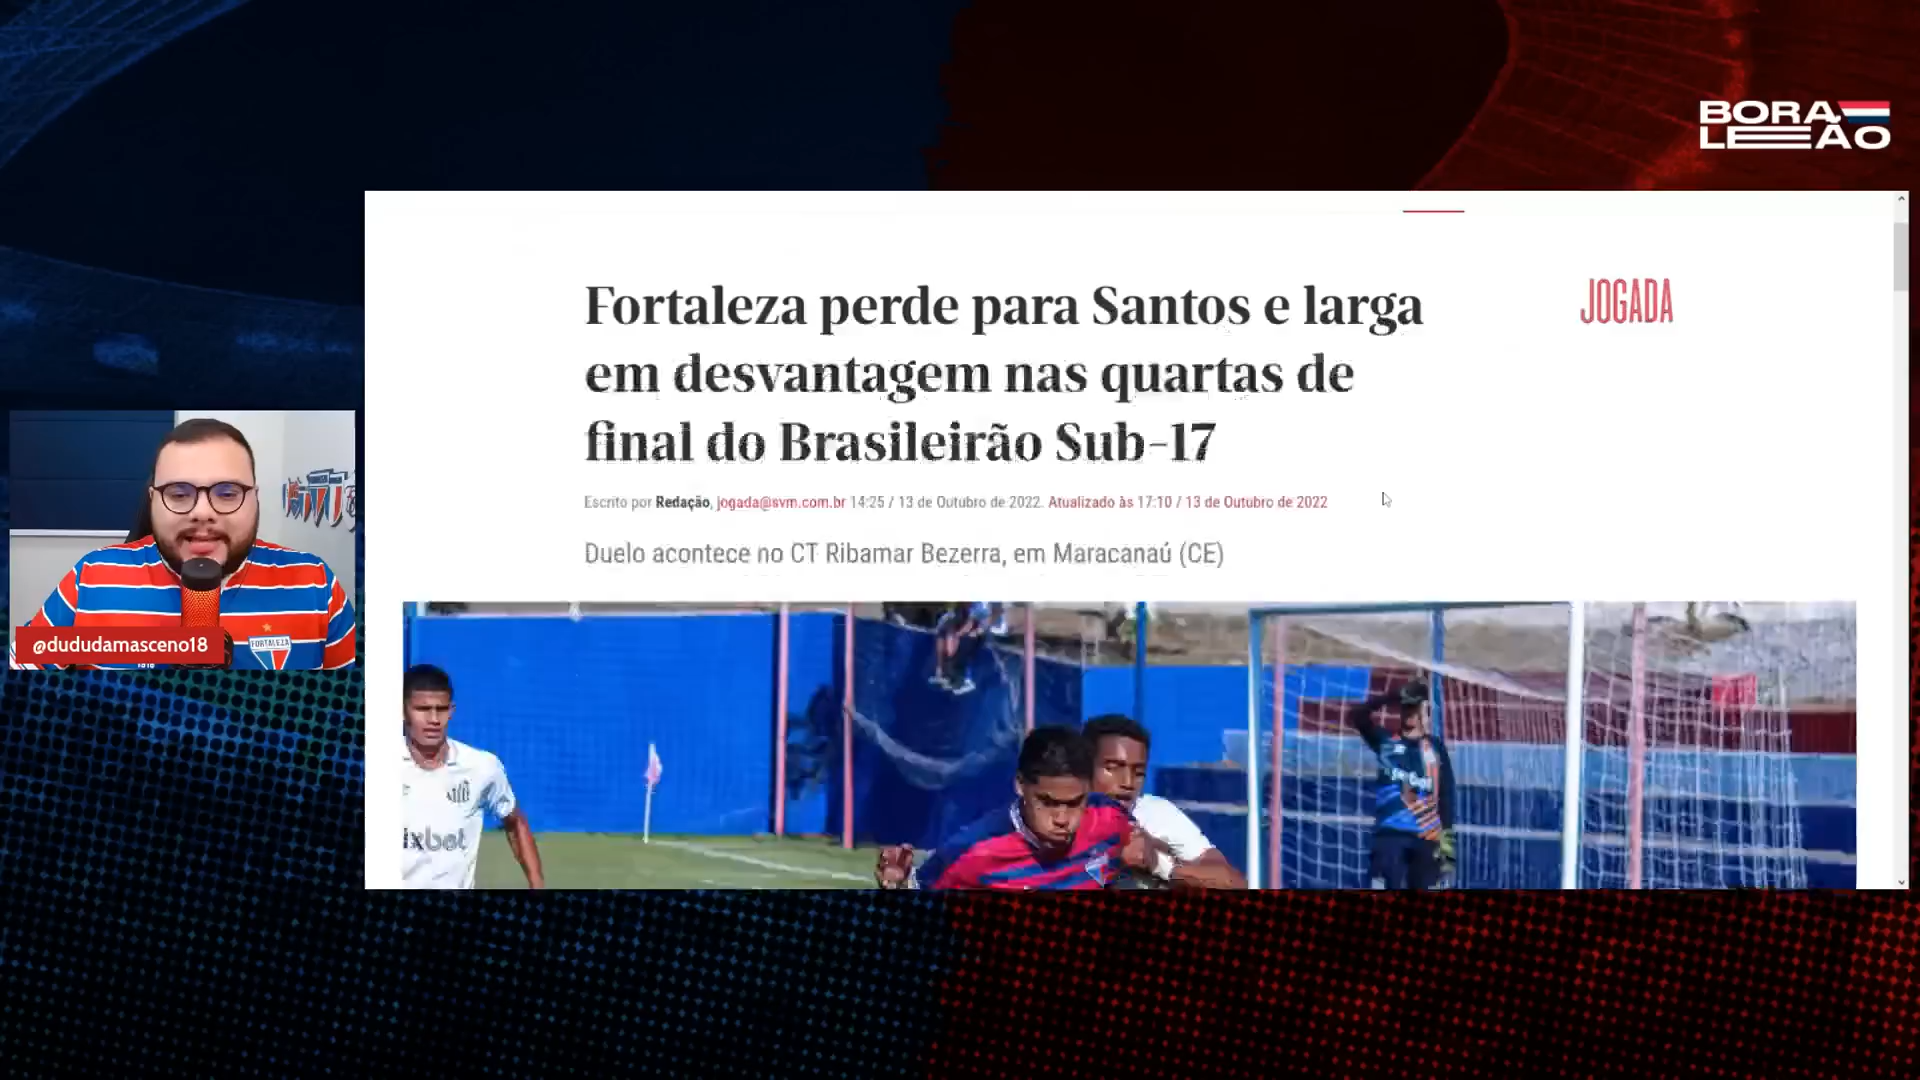 BORA
LEÃO
JOGADA
Fortaleza perde para Santos e larga
em desvantagem nas quartas de
final do Brasileirão Sub-17
Escrito por Redação, jogada@svm.com.br 14:25 / 13 de Outubro de 2022. Atualizado às 17:10 / 13 de Outubro de 2022
Duelo acontece no CT Ribamar Bezerra, em Maracanaú (CE)
@dududamasceno18
FORTALEZA
ixbet